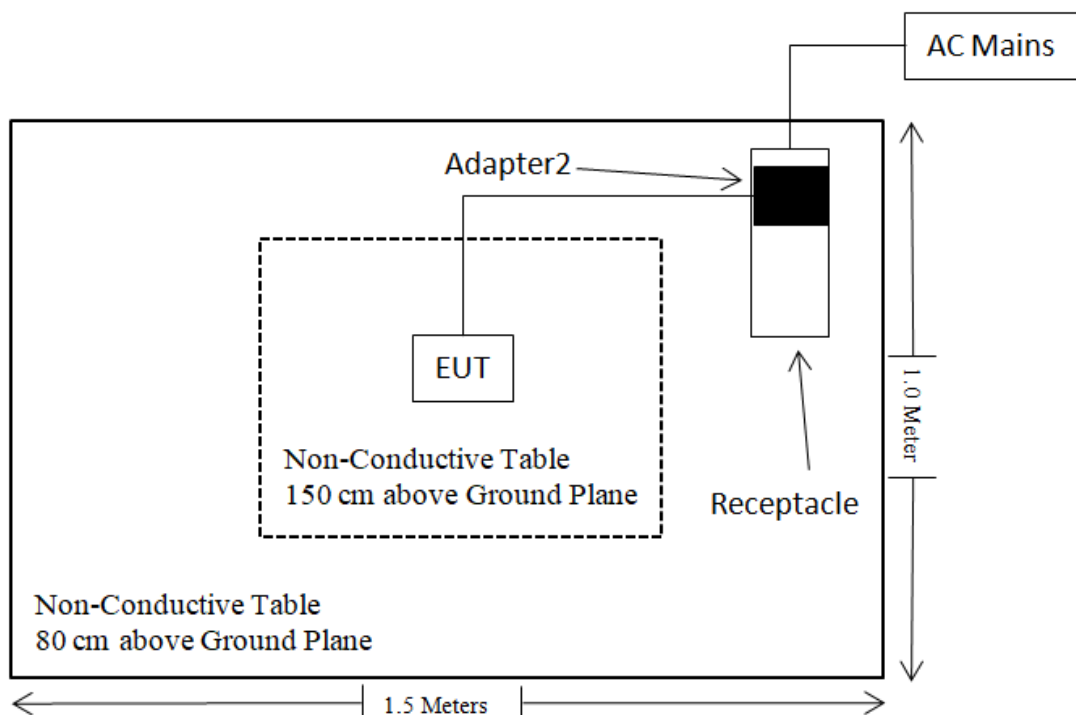 AC Mains
Adapter2
EUT
Non-Conductive Table
150 cm above Ground Plane
Receptacle
1.0 Meter
Non-Conductive Table
80 cm above Ground Plane
1.5 Meters